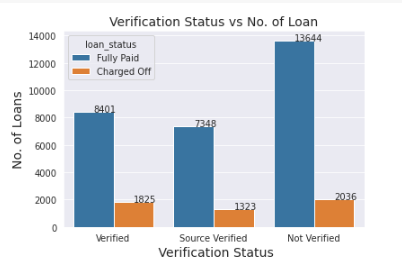 Verification Status vs No. of Loan
14000
12000
10000
8000
6000
4000
2000
0
No. of Loans
loan_status
Fully Paid
Charged Off
8401
1825
7348
1323
13644
2036
Verified
Source Verified
Not Verified
Verification Status